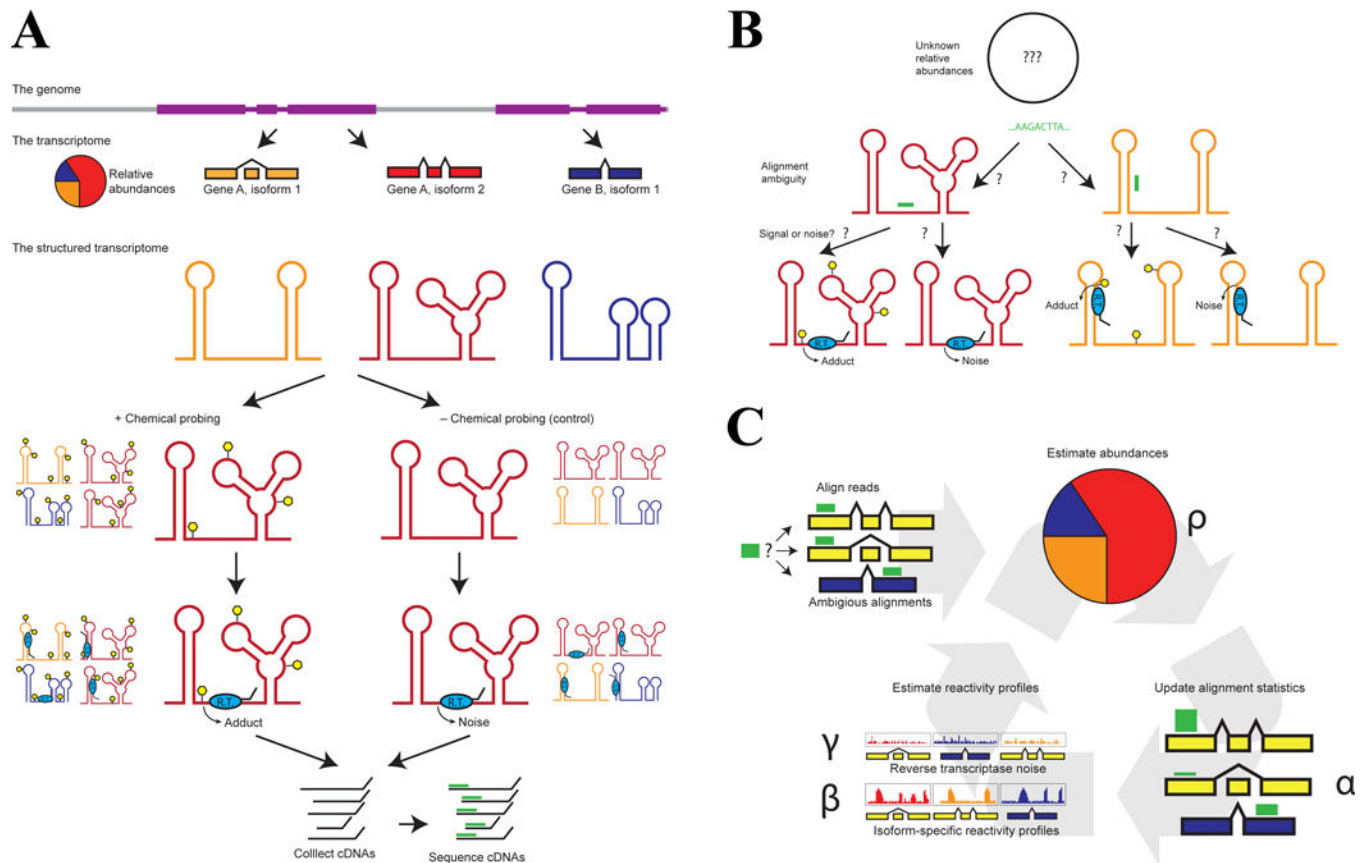 A
The genome
The transcriptome
Relative
abundances
Gene A, isoform 1
Gene A, isoform 2
Gene B, isoform 1
The structured transcriptome
+ Chemical probing
– Chemical probing (control)
R.T.
Adduct
R.T.
Noise
Colllect cDNAs
Sequence cDNAs
B
Unknown
relative
abundances
???
...AAGACTTA...
Alignment
ambiguity
?
?
Signal or noise?
?
?
?
?
R.T.
Adduct
R.T.
Noise
Adduct
R.T.
Noise
R.T.
C
Estimate abundances
ρ
Align reads
?
Ambigious alignments
Estimate reactivity profiles
γ
Reverse transcriptase noise
β
Isoform-specific reactivity profiles
Update alignment statistics
α